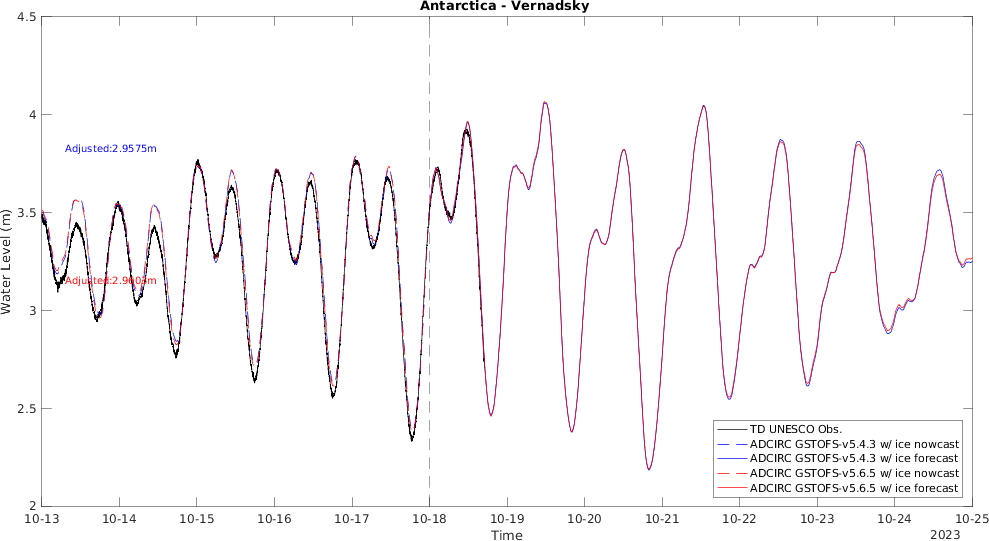 Antarctica - Vernadsky
4.5
4
3.5
3
2.5
2
Water Level (m)
Adjusted:2.9575m
TD UNESCO Obs.
ADCIRC GSTOFS-v5.4.3 w/ ice nowcast
ADCIRC GSTOFS-v5.4.3 w/ ice forecast
ADCIRC GSTOFS-v5.6.5 w/ ice nowcast
ADCIRC GSTOFS-v5.6.5 w/ ice forecast
10-13 10-14 10-15 10-16 10-17 10-18 10-19 10-20 10-21 10-22 10-23 10-24 10-25
Time
2023